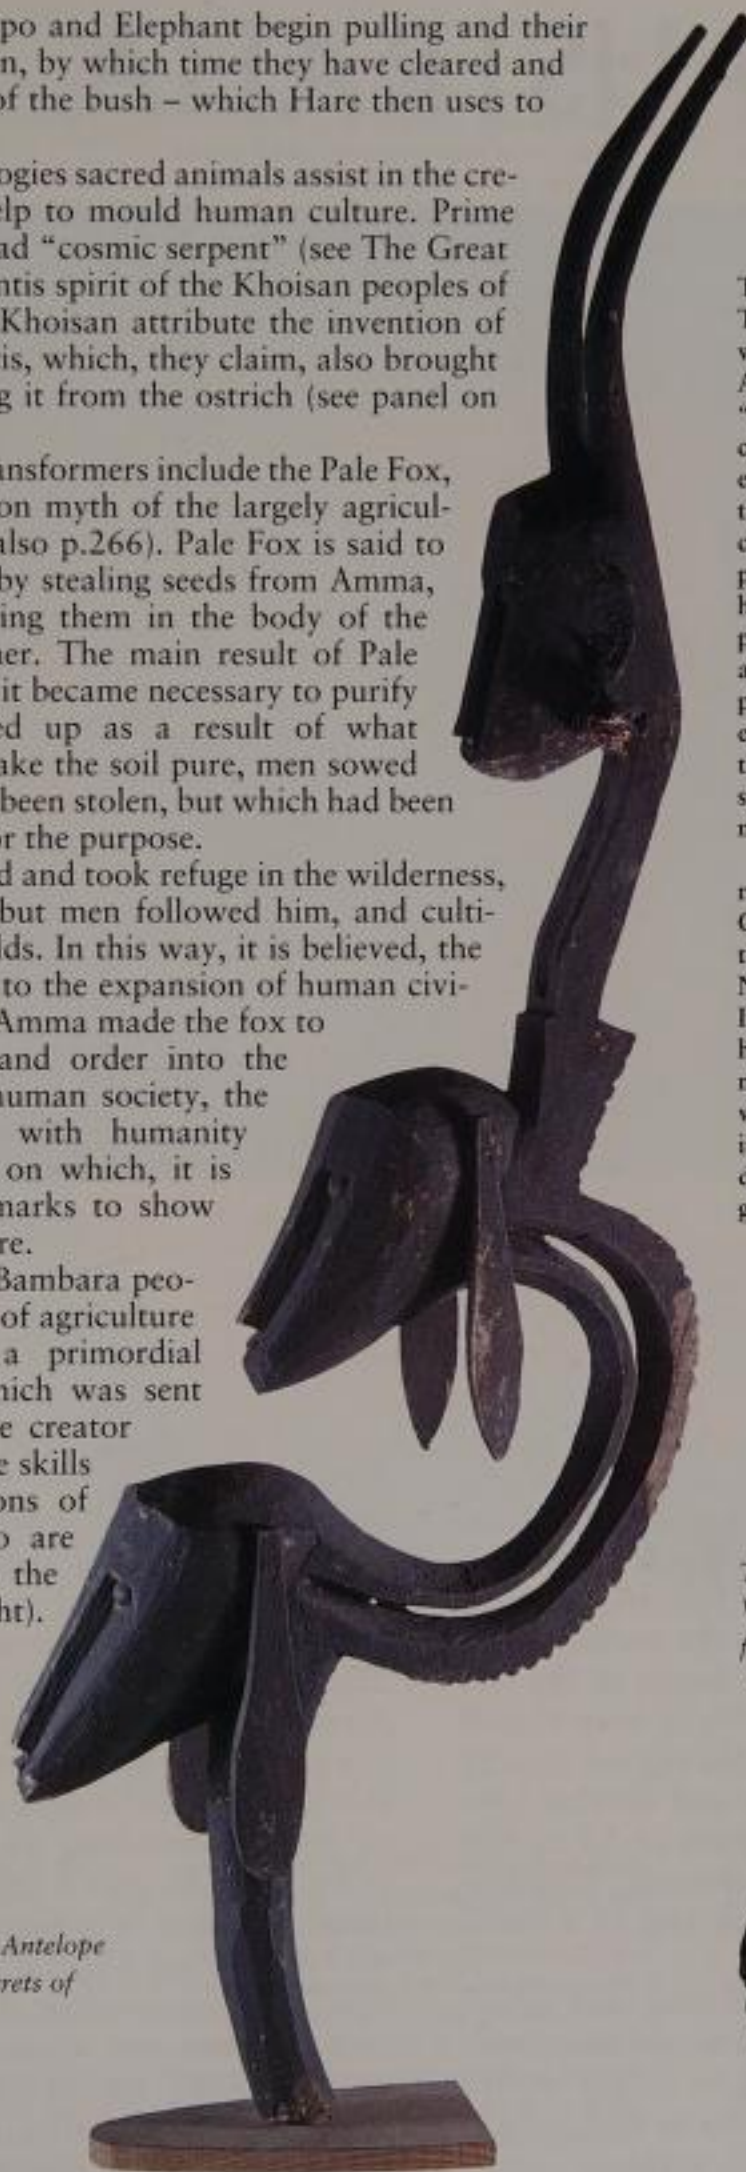 po and Elephant begin pulling and their
n, by which time they have cleared and
of the bush – which Hare then uses to
ogies sacred animals assist in the cre-
elp to mould human culture. Prime
ad “cosmic serpent” (see The Great
ntis spirit of the Khoisan peoples of
Khoisan attribute the invention of
tis, which, they claim, also brought
g it from the ostrich (see panel on
ansformers include the Pale Fox,
on myth of the largely agricul-
also p.266). Pale Fox is said to
by stealing seeds from Amma,
ing them in the body of the
ner. The main result of Pale
it became necessary to purify
ed up as a result of what
ake the soil pure, men sowed
been stolen, but which had been
or the purpose.
d and took refuge in the wilderness,
but men followed him, and culti-
lds. In this way, it is believed, the
to the expansion of human civi-
Amma made the fox to
and order into the
human society, the
with humanity
on which, it is
marks to show
re.
Bambara peo-
of agriculture
a primordial
hich was sent
e creator
e skills
ons of
o are
the
ht).
Antelope
rets of